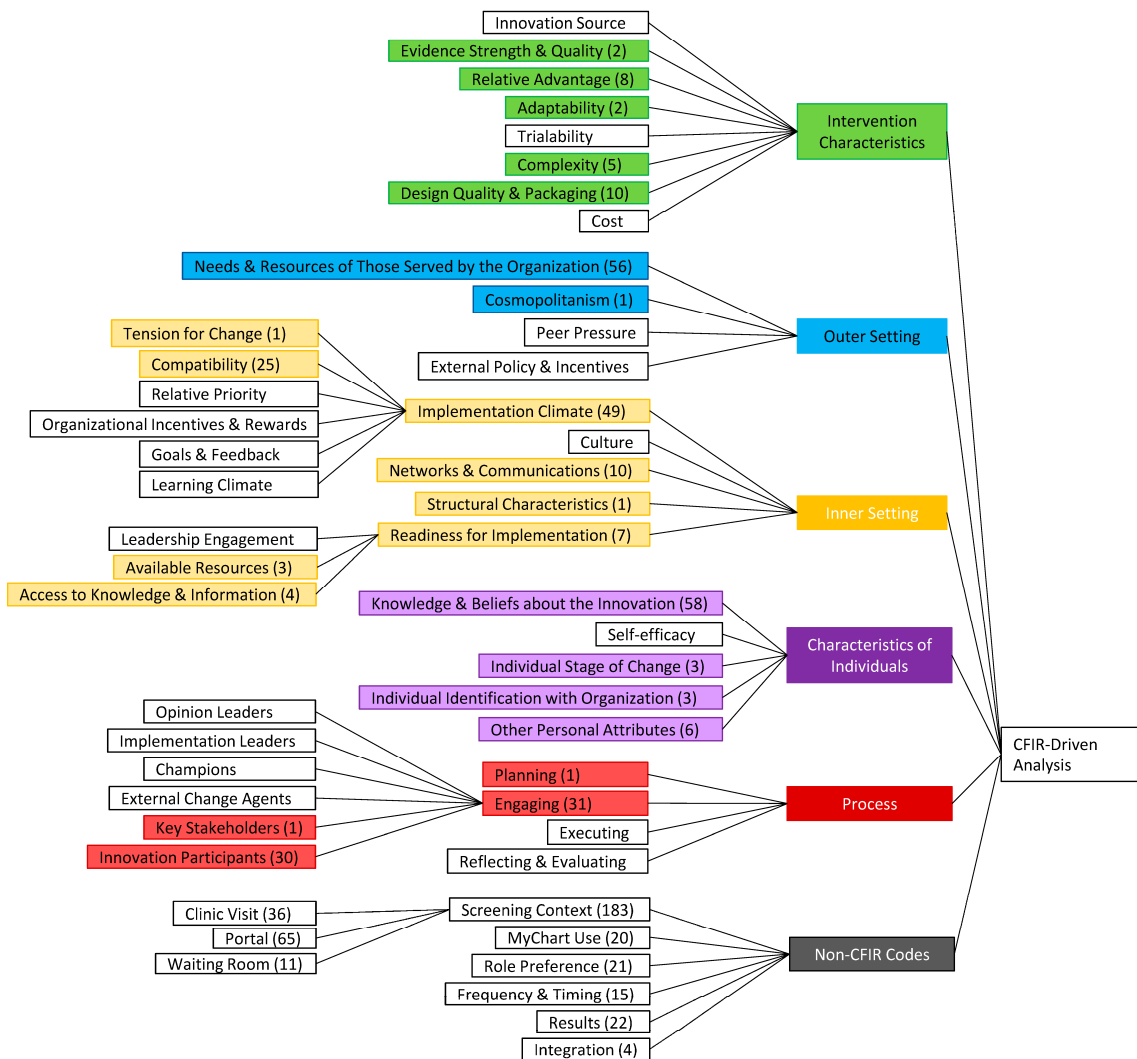 Innovation Source
Evidence Strength & Quality (2)
Relative Advantage (8)
Adaptability (2)
Trialability
Complexity (5)
Design Quality & Packaging (10)
Cost
Intervention
Characteristics
Needs & Resources of Those Served by the Organization (56)
Cosmopolitanism (1)
Peer Pressure
External Policy & Incentives
Outer Setting
Tension for Change (1)
Compatibility (25)
Relative Priority
Organizational Incentives & Rewards
Goals & Feedback
Learning Climate
Implementation Climate (49)
Culture
Networks & Communications (10)
Structural Characteristics (1)
Readiness for Implementation (7)
Inner Setting
Leadership Engagement
Available Resources (3)
Access to Knowledge & Information (4)
Knowledge & Beliefs about the Innovation (58)
Self-efficacy
Individual Stage of Change (3)
Individual Identification with Organization (3)
Other Personal Attributes (6)
Characteristics of
Individuals
Opinion Leaders
Implementation Leaders
Champions
External Change Agents
Key Stakeholders (1)
Innovation Participants (30)
Planning (1)
Engaging (31)
Executing
Reflecting & Evaluating
Process
CFIR-Driven
Analysis
Clinic Visit (36)
Portal (65)
Waiting Room (11)
Screening Context (183)
MyChart Use (20)
Role Preference (21)
Frequency & Timing (15)
Results (22)
Integration (4)
Non-CFIR Codes